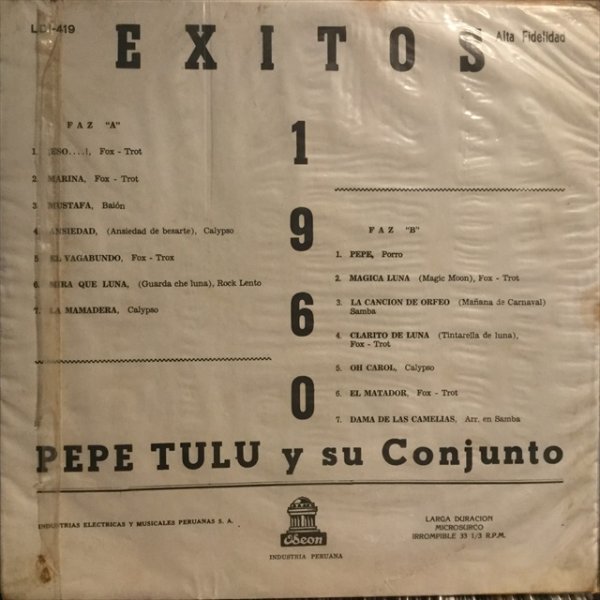 LDI-419
EXITOS
Alta Fidelidad
1
9
6
0
FAZ "A"
1. ¡ESO....!, Fox - Trot
2. MARINA, Fox - Trot
3. MUSTAFA, Baión
4. ANSIEDAD, (Ansiedad de besarte), Calypso
5. EL VAGABUNDO, Fox - Trox
6. MIRA QUE LUNA, (Guarda che luna), Rock Lento
7. LA MAMADERA, Calypso
FAZ "B"
1. PEPE, Porro
2. MAGICA LUNA (Magic Moon), Fox - Trot
3. LA CANCION DE ORFEO (Mañana de Carnaval)
Samba
4. CLARITO DE LUNA (Tintarella de luna),
Fox - Trot
5. OH CAROL, Calypso
6. EL MATADOR, Fox - Trot
7. DAMA DE LAS CAMELIAS, Arr. en Samba
PEPE TULU y su Conjunto
INDUSTRIAS ELECTRICAS Y MUSICALES PERUANAS S. A.
Odeon
INDUSTRIA PERUANA
LARGA DURACION
MICROSURCO
IRROMPIBLE 33 1/3 R.P.M.